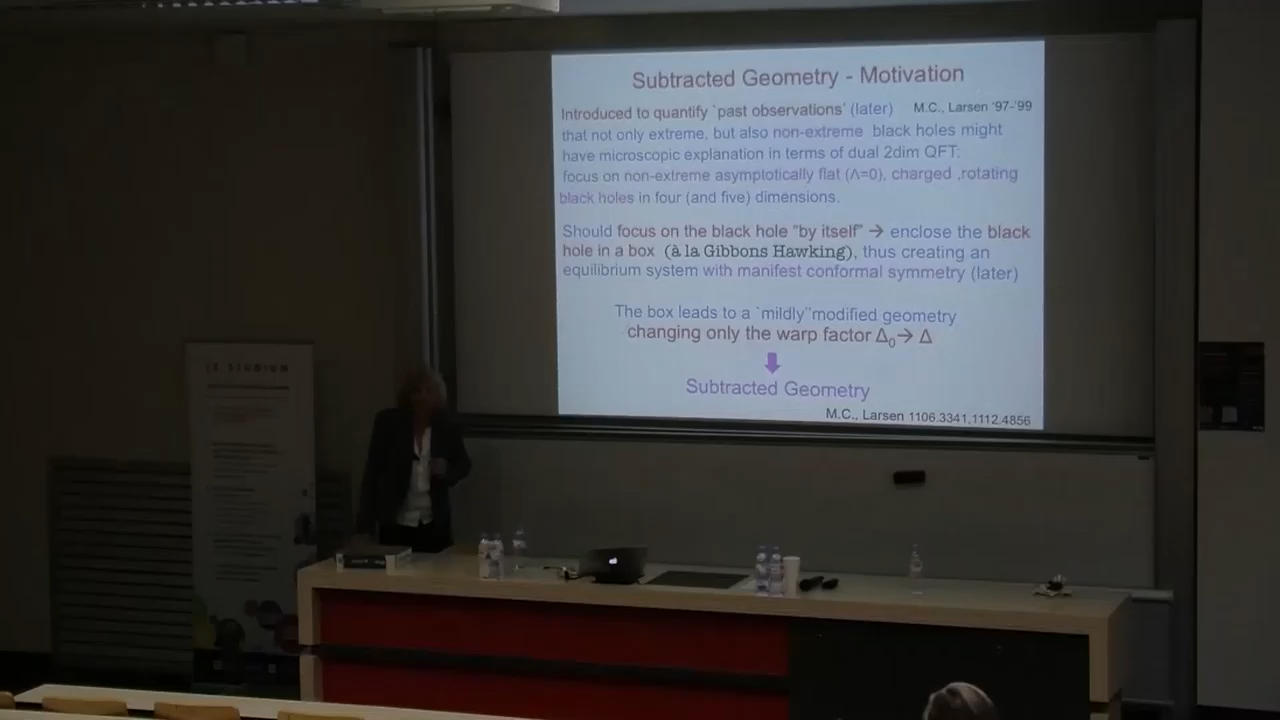 Subtracted Geometry - Motivation
Introduced to quantify `past observations' (later) M.C., Larsen '97-'99
that not only extreme, but also non-extreme black holes might
have microscopic explanation in terms of dual 2dim QFT:
focus on non-extreme asymptotically flat (Λ=0), charged ,rotating
black holes in four (and five) dimensions.
Should focus on the black hole "by itself" → enclose the black
hole in a box (à la Gibbons Hawking), thus creating an
equilibrium system with manifest conformal symmetry (later)
The box leads to a `mildly"modified geometry
changing only the warp factor Δ₀→ Δ
Subtracted Geometry
M.C., Larsen 1106.3341,1112.4856
STUDIUM